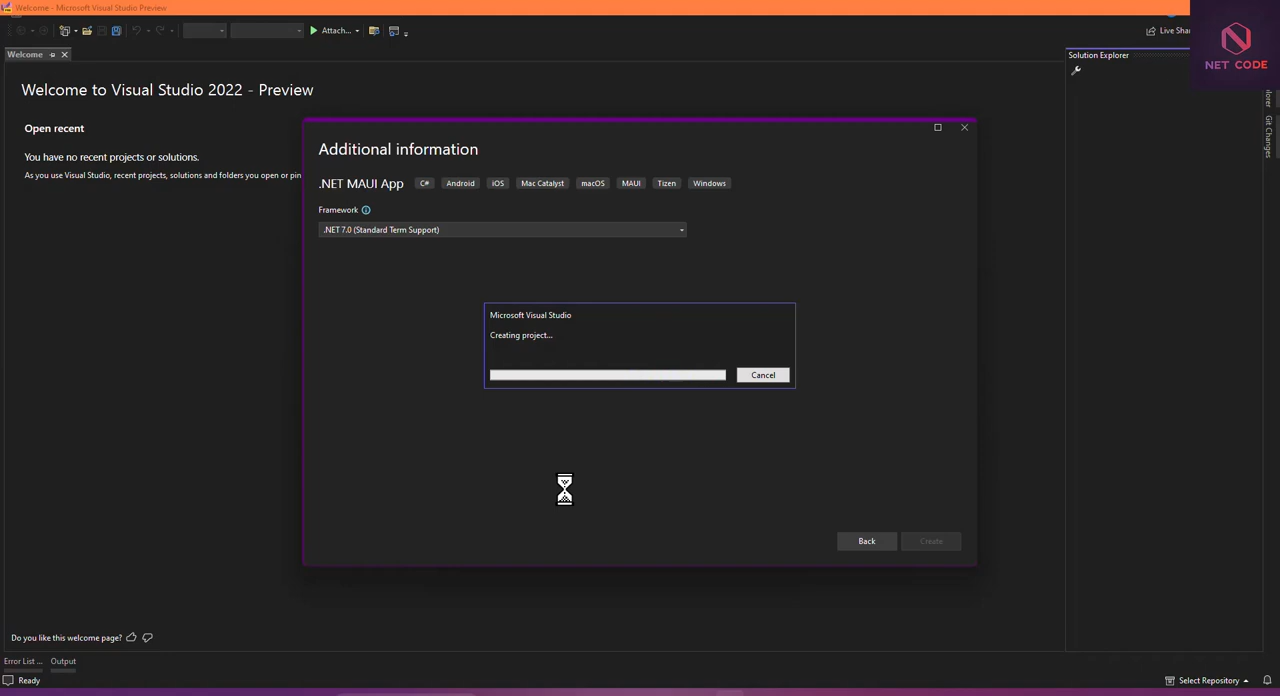 Welcome - Microsoft Visual Studio Preview
Attach...
Live Shar
NET CODE
Welcome
Solution Explorer
Welcome to Visual Studio 2022 - Preview
Open recent
You have no recent projects or solutions.
As you use Visual Studio, recent projects, solutions and folders you open or pin
Additional information
.NET MAUI App C# Android iOS Mac Catalyst macOS MAUI Tizen Windows
Framework
.NET 7.0 (Standard Term Support)
Microsoft Visual Studio
Creating project...
Cancel
Back Create
Git Changes
Do you like this welcome page?
Error List ... Output
Ready
Select Repository